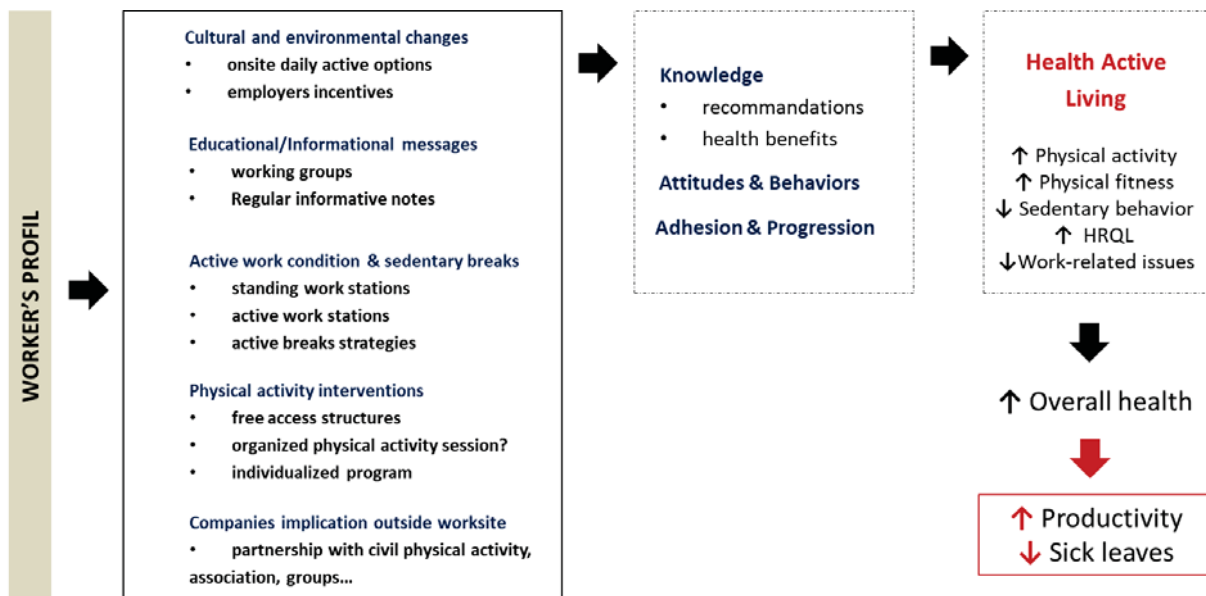 WORKER'S PROFIL
Cultural and environmental changes
• onsite daily active options
• employers incentives
Educational/Informational messages
• working groups
• Regular informative notes
Active work condition & sedentary breaks
• standing work stations
• active work stations
• active breaks strategies
Physical activity interventions
• free access structures
• organized physical activity session?
• individualized program
Companies implication outside worksite
• partnership with civil physical activity,
association, groups...
Knowledge
• recommandations
• health benefits
Attitudes & Behaviors
Adhesion & Progression
Health Active
Living
↑ Physical activity
↑ Physical fitness
↓ Sedentary behavior
↑ HRQL
↓Work-related issues
↑ Overall health
↑ Productivity
↓ Sick leaves